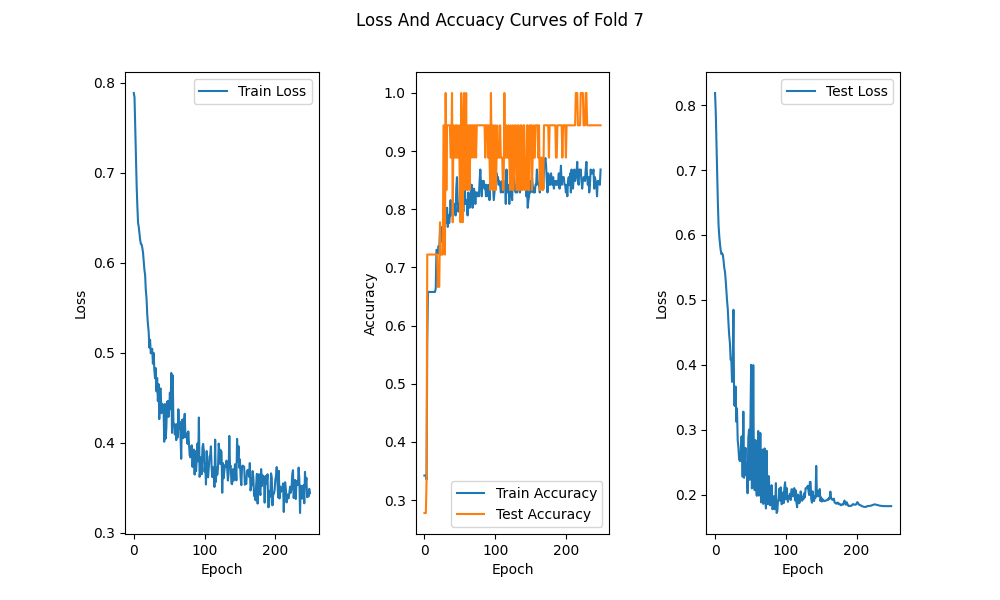 Loss And Accuacy Curves of Fold 7
0.8
0.7
0.6
0.5
0.4
0.3
Loss
0
100
200
Epoch
Train Loss
1.0
0.9
0.8
0.7
0.6
0.5
0.4
0.3
Accuracy
0
100
200
Epoch
Train Accuracy
Test Accuracy
0.8
0.7
0.6
0.5
0.4
0.3
0.2
Loss
0
100
200
Epoch
Test Loss